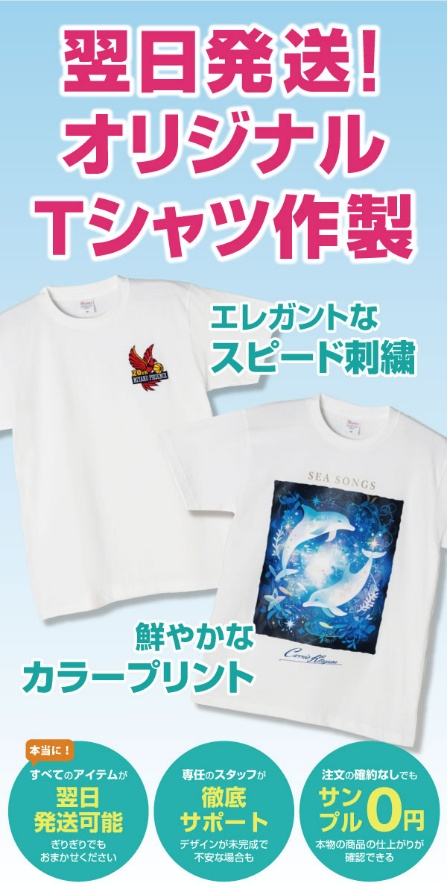 翌日発送！
オリジナル
Tシャツ作製
エレガントな
スピード刺繍
20th
MIYAKO PHOENIX
SEA SONGS
鮮やかな
カラープリント
本当に！
すべてのアイテムが
翌日
発送可能
ぎりぎりでも
おまかせください
専任のスタッフが
徹底
サポート
デザインが未完成で
不安な場合も
注文の確約なしでも
サンプル0円
本物の商品の仕上がりが
確認できる